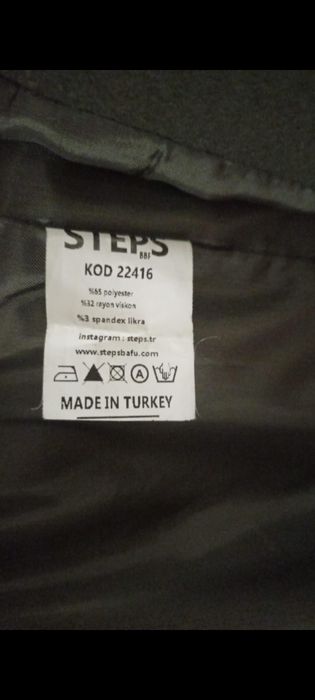 STEPS
BBF
KOD 22416
%65 polyester
%32 rayon viskon
%3 spandex likra
instagram : steps.tr
www.stepsbafu.com
A
MADE IN TURKEY